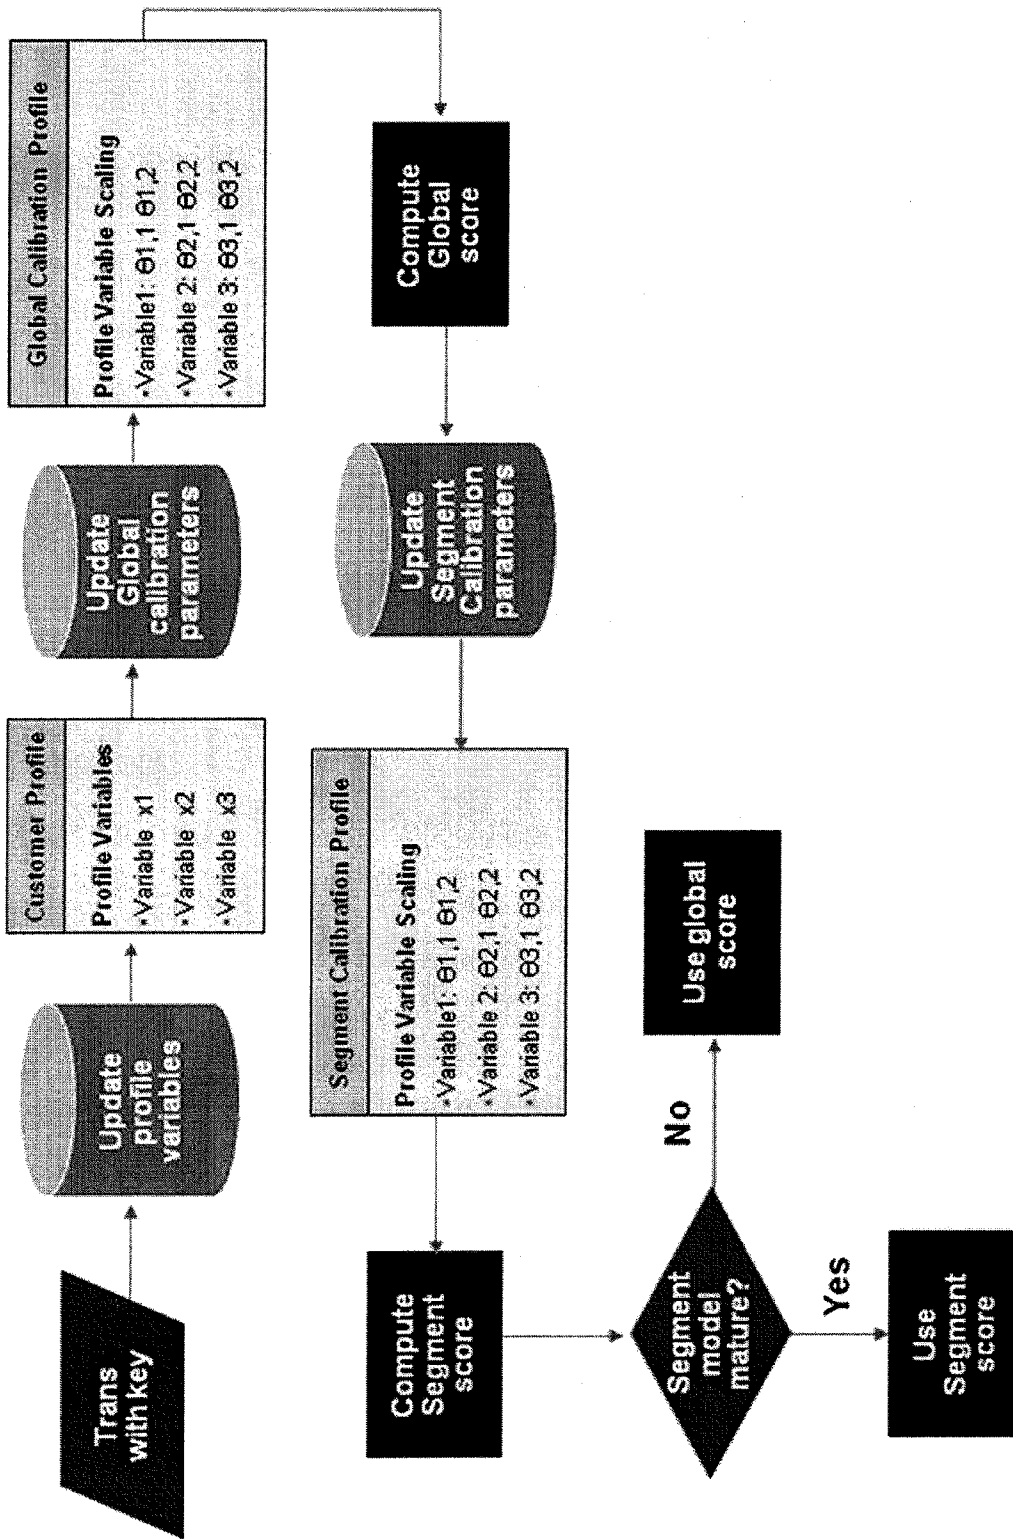 Trans
with key
Update
profile
variables
Customer Profile
Profile Variables
•Variable x1
•Variable x2
•Variable x3
Update
Global
calibration
parameters
Global Calibration Profile
Profile Variable Scaling
•Variable1: Θ1,1 Θ1,2
•Variable 2: Θ2,1 Θ2,2
•Variable 3: Θ3,1 Θ3,2
Compute
Global
score
Update
Segment
Calibration
parameters
Segment Calibration Profile
Profile Variable Scaling
•Variable1: Θ1,1 Θ1,2
•Variable 2: Θ2,1 Θ2,2
•Variable 3: Θ3,1 Θ3,2
Compute
Segment
score
Segment
model
mature?
No
Use global
score
Yes
Use
Segment
score